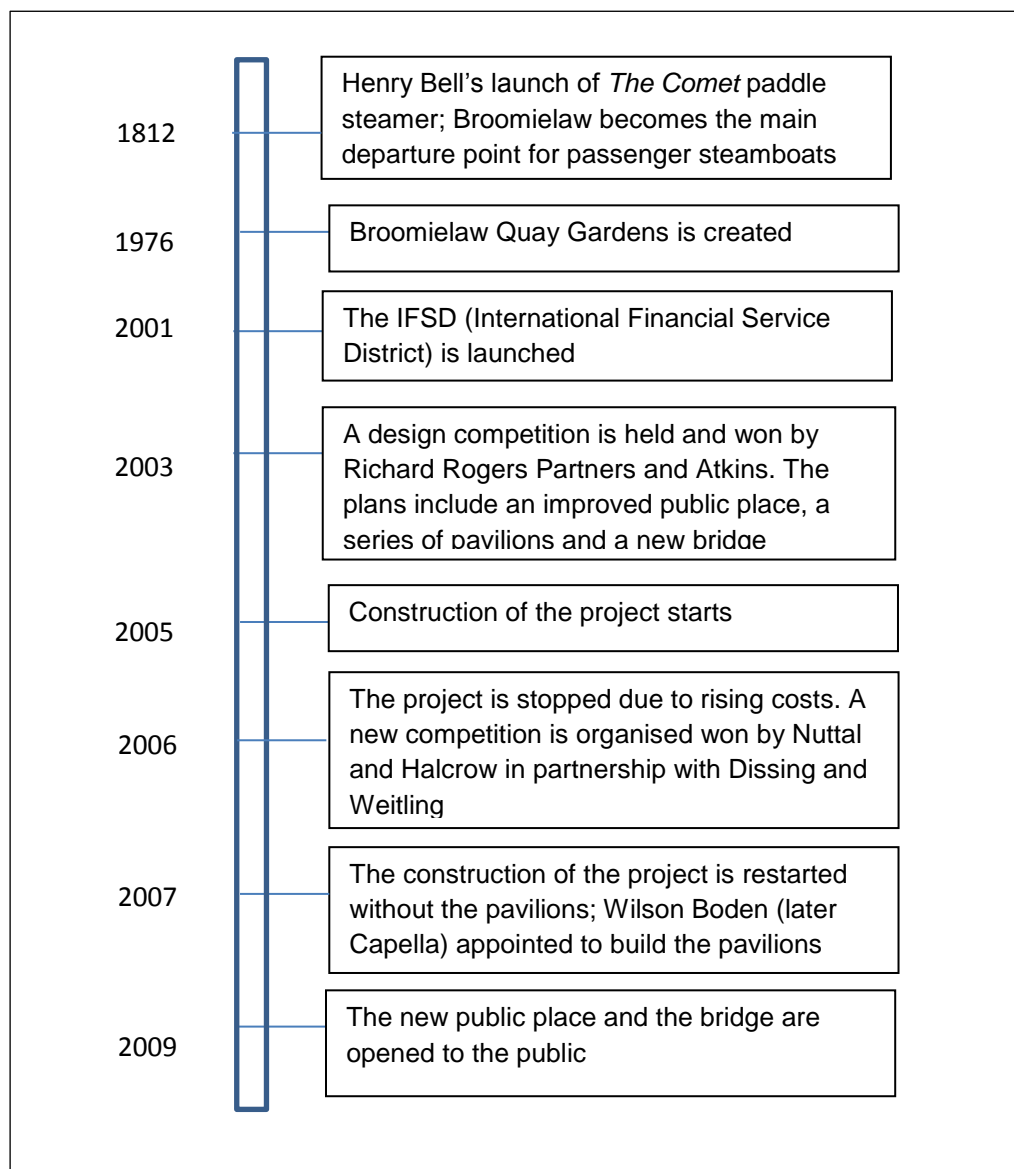 1812
Henry Bell’s launch of The Comet paddle
steamer; Broomielaw becomes the main
departure point for passenger steamboats
1976
Broomielaw Quay Gardens is created
2001
The IFSD (International Financial Service
District) is launched
2003
A design competition is held and won by
Richard Rogers Partners and Atkins. The
plans include an improved public place, a
series of pavilions and a new bridge
2005
Construction of the project starts
2006
The project is stopped due to rising costs. A
new competition is organised won by Nuttal
and Halcrow in partnership with Dissing and
Weitling
2007
The construction of the project is restarted
without the pavilions; Wilson Boden (later
Capella) appointed to build the pavilions
2009
The new public place and the bridge are
opened to the public